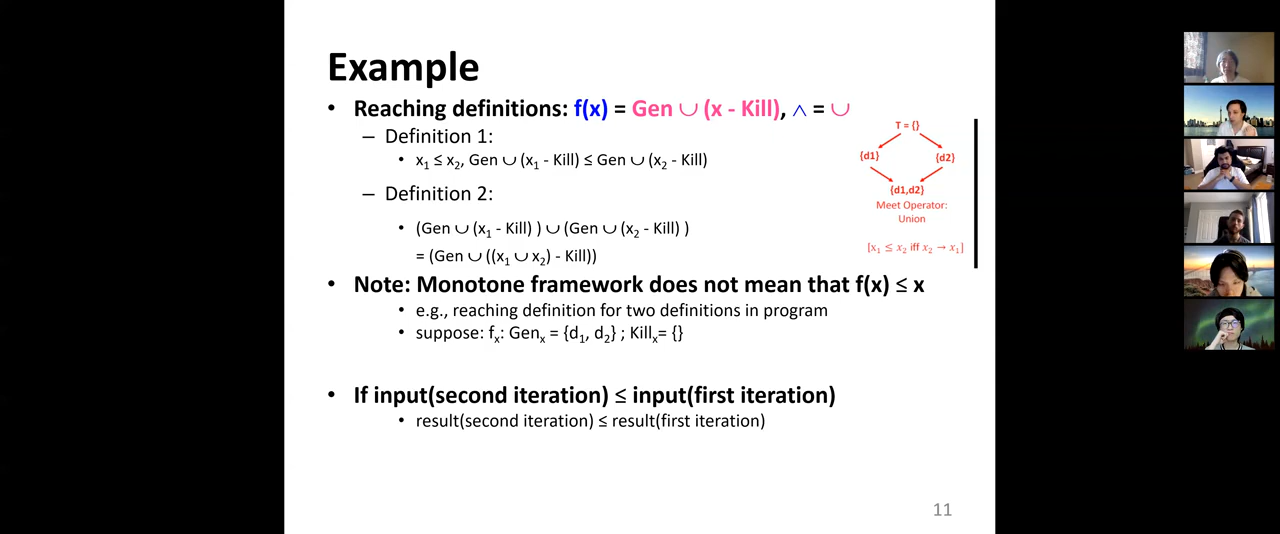 Example
• Reaching definitions: f(x) = Gen ∪ (x - Kill), ∧ = ∪
– Definition 1:
• x₁ ≤ x₂, Gen ∪ (x₁ - Kill) ≤ Gen ∪ (x₂ - Kill)
– Definition 2:
• (Gen ∪ (x₁ - Kill) ) ∪ (Gen ∪ (x₂ - Kill) )
= (Gen ∪ ((x₁ ∪ x₂) - Kill))
• Note: Monotone framework does not mean that f(x) ≤ x
• e.g., reaching definition for two definitions in program
• suppose: fₓ: Genₓ = {d₁, d₂} ; Killₓ= {}
• If input(second iteration) ≤ input(first iteration)
• result(second iteration) ≤ result(first iteration)
T = {}
{d1}
{d2}
{d1,d2}
Meet Operator:
Union
[x₁ ≤ x₂ iff x₂ → x₁]
11